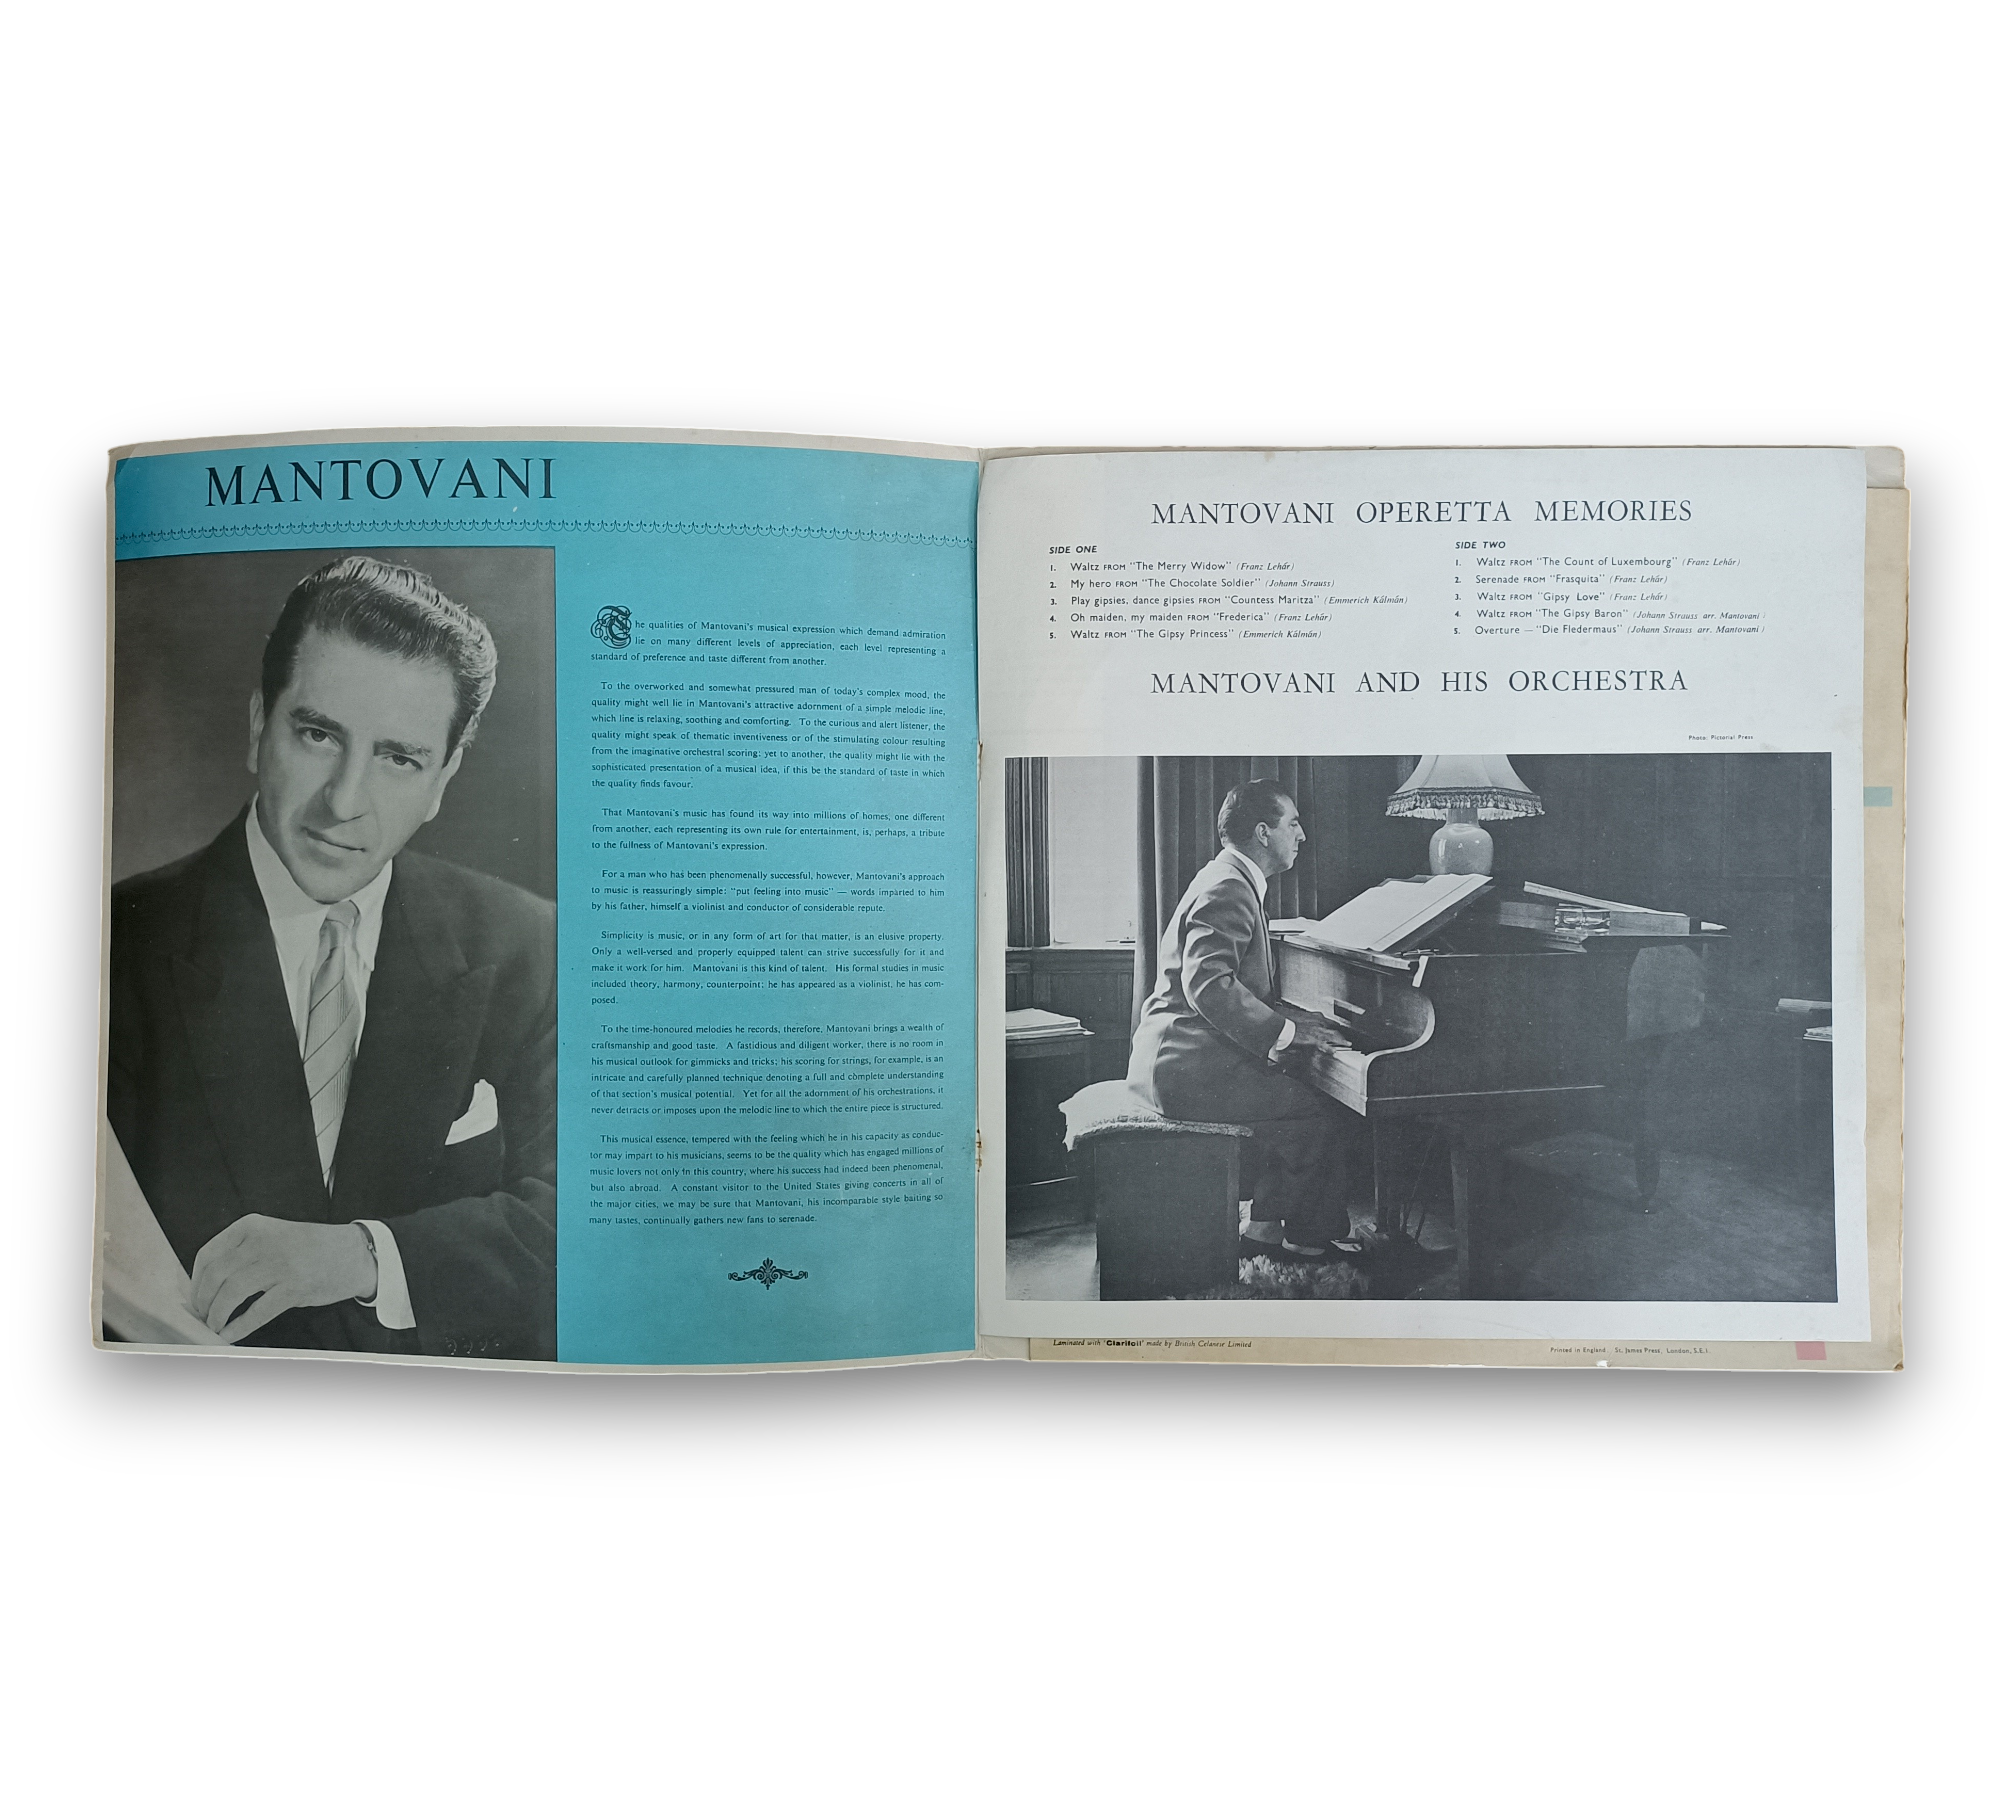 MANTOVANI
The qualities of Mantovani's musical expression which demand admiration
lie on many different levels of appreciation, each level representing a
standard of preference and taste different from another.
To the overworked and somewhat pressured man of today's complex mood, the
quality might well lie in Mantovani's attractive adornment of a simple melodic line,
which line is relaxing, soothing and comforting. To the curious and alert listener, the
quality might speak of thematic inventiveness or of the stimulating colour resulting
from the imaginative orchestral scoring; yet to another, the quality might lie with the
sophisticated presentation of a musical idea, if this be the standard of taste in which
the quality finds favour.
That Mantovani's music has found its way into millions of homes, one different
from another, each representing its own rule for entertainment, is, perhaps, a tribute
to the fullness of Mantovani's expression.
For a man who has been phenomenally successful, however, Mantovani's approach
to music is reassuringly simple: "put feeling into music" — words imparted to him
by his father, himself a violinist and conductor of considerable repute.
Simplicity is music, or in any form of art for that matter, is an elusive property.
Only a well-versed and properly equipped talent can strive successfully for it and
make it work for him. Mantovani is this kind of talent. His formal studies in music
included theory, harmony, counterpoint; he has appeared as a violinist, he has com-
posed.
To the time-honoured melodies he records, therefore, Mantovani brings a wealth of
craftsmanship and good taste. A fastidious and diligent worker, there is no room in
his musical outlook for gimmicks and tricks; his scoring for strings, for example, is an
intricate and carefully planned technique denoting a full and complete understanding
of that section's musical potential. Yet for all the adornment of his orchestrations, it
never detracts or imposes upon the melodic line to which the entire piece is structured.
This musical essence, tempered with the feeling which he in his capacity as conduc-
tor may impart to his musicians, seems to be the quality which has engaged millions of
music lovers not only in this country, where his success had indeed been phenomenal,
but also abroad. A constant visitor to the United States giving concerts in all of
the major cities, we may be sure that Mantovani, his incomparable style baiting so
many tastes, continually gathers new fans to serenade.
MANTOVANI OPERETTA MEMORIES
SIDE ONE
1. Waltz FROM "The Merry Widow" (Franz Lehár)
2. My hero FROM "The Chocolate Soldier" (Johann Strauss)
3. Play gipsies, dance gipsies FROM "Countess Maritza" (Emmerich Kálmán)
4. Oh maiden, my maiden FROM "Frederica" (Franz Lehár)
5. Waltz FROM "The Gipsy Princess" (Emmerich Kálmán)
SIDE TWO
1. Waltz FROM "The Count of Luxembourg" (Franz Lehár)
2. Serenade FROM "Frasquita" (Franz Lehár)
3. Waltz FROM "Gipsy Love" (Franz Lehár)
4. Waltz FROM "The Gipsy Baron" (Johann Strauss arr. Mantovani)
5. Overture — "Die Fledermaus" (Johann Strauss arr. Mantovani)
MANTOVANI AND HIS ORCHESTRA
Photo: Pictorial Press
Laminated with 'Clarifoil' made by British Celanese Limited
Printed in England. St. James Press, London, S.E.1.